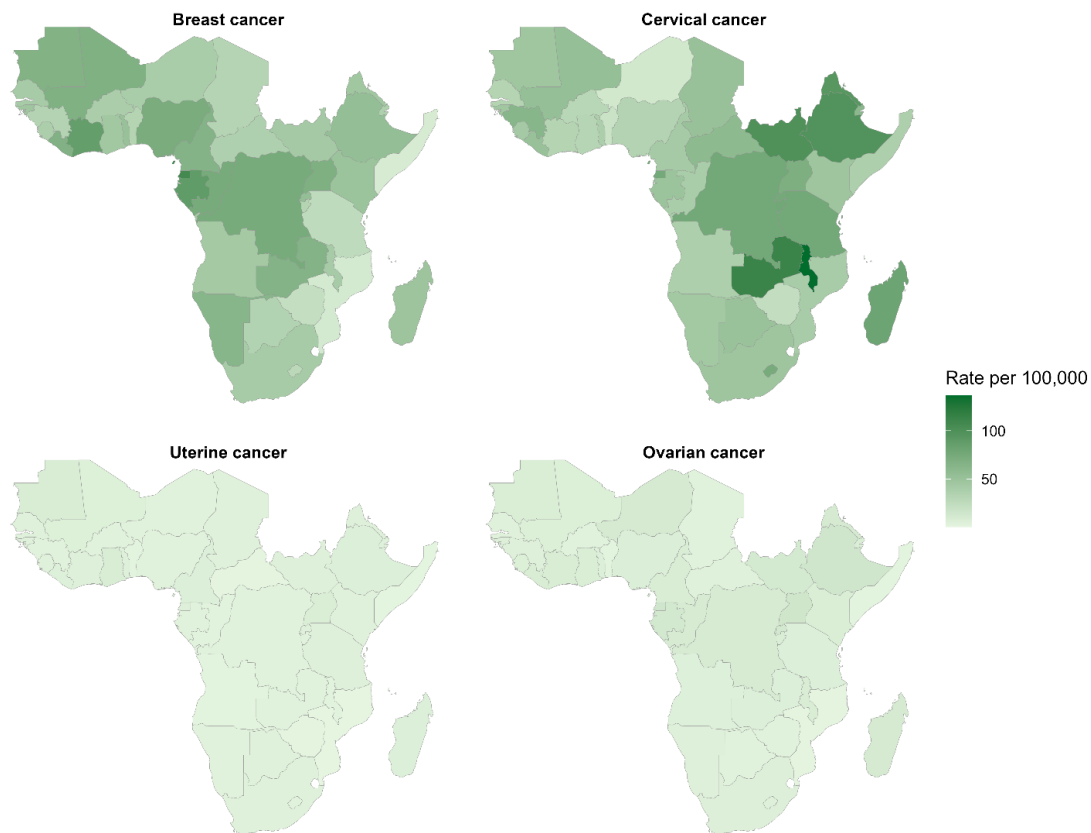 Breast cancer
Cervical cancer
Rate per 100,000
100
50
Uterine cancer
Ovarian cancer